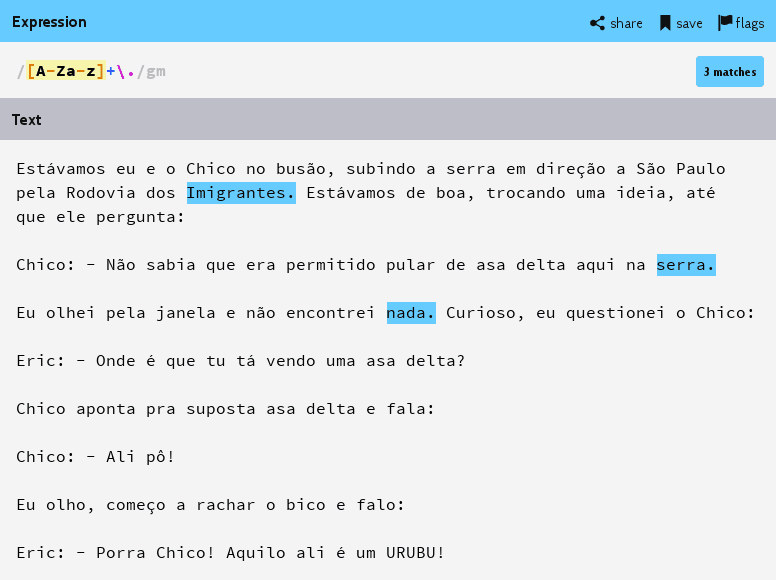 Expression
share save flags
/[A-Za-z]+\./gm
3 matches
Text
Estávamos eu e o Chico no busão, subindo a serra em direção a São Paulo
pela Rodovia dos Imigrantes. Estávamos de boa, trocando uma ideia, até
que ele pergunta:
Chico: - Não sabia que era permitido pular de asa delta aqui na serra.
Eu olhei pela janela e não encontrei nada. Curioso, eu questionei o Chico:
Eric: - Onde é que tu tá vendo uma asa delta?
Chico aponta pra suposta asa delta e fala:
Chico: - Ali pô!
Eu olho, começo a rachar o bico e falo:
Eric: - Porra Chico! Aquilo ali é um URUBU!